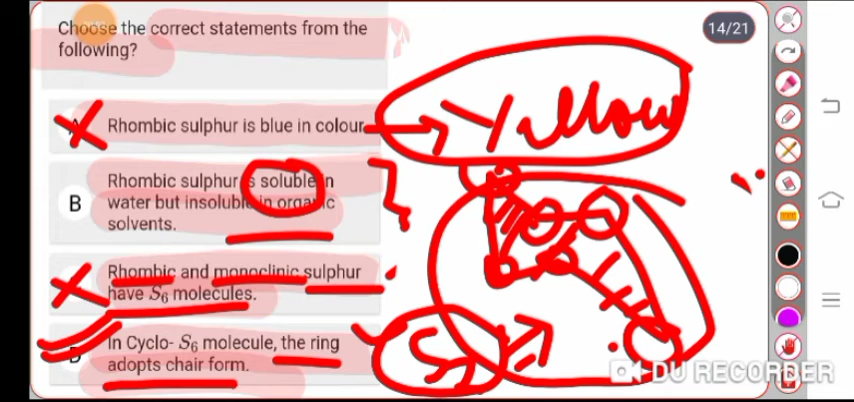 Choose the correct statements from the
following?
14/21
Rhombic sulphur is blue in colour
Yellow
Rhombic sulphur is soluble in
B water but insoluble in organic
solvents.
Rhombic and monoclinic sulphur
have S₆ molecules.
In Cyclo- S₆ molecule, the ring
D adopts chair form.
DU RECORDER